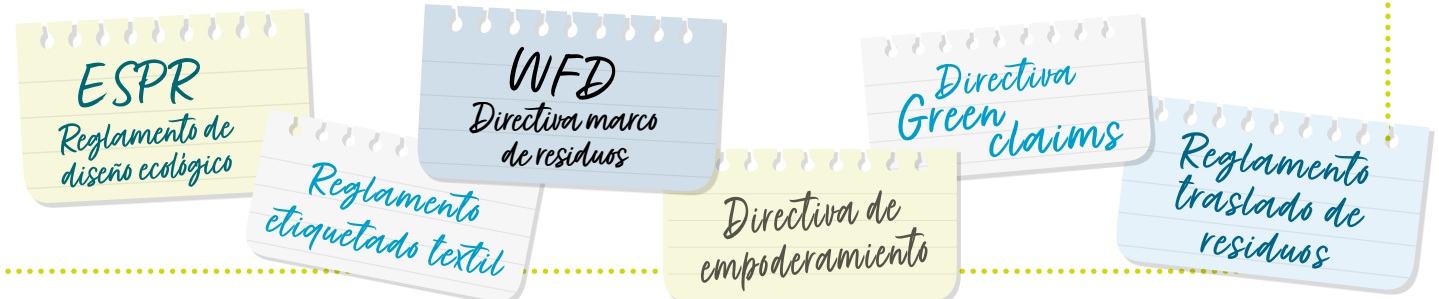 ESPR
Reglamento de
diseño ecológico
Reglamento
etiquetado textil
WFD
Directiva marco
de residuos
Directiva de
empoderamiento
Directiva
Green
claims
Reglamento
traslado de
residuos